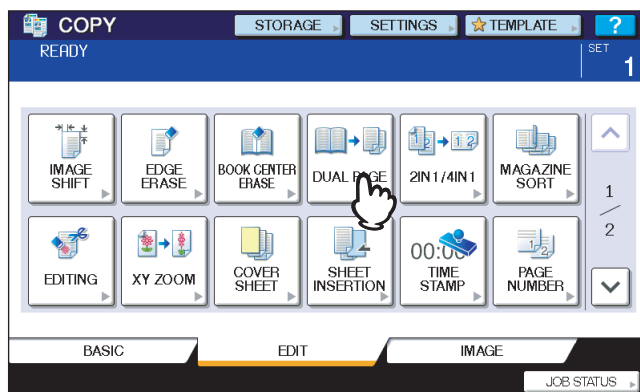 COPY
STORAGE
SETTINGS
TEMPLATE
?
READY
SET
1
IMAGE
SHIFT
EDGE
ERASE
BOOK CENTER
ERASE
DUAL PAGE
2IN1/4IN1
MAGAZINE
SORT
1
2
EDITING
XY ZOOM
COVER
SHEET
SHEET
INSERTION
00:00
TIME
STAMP
PAGE
NUMBER
BASIC
EDIT
IMAGE
JOB STATUS